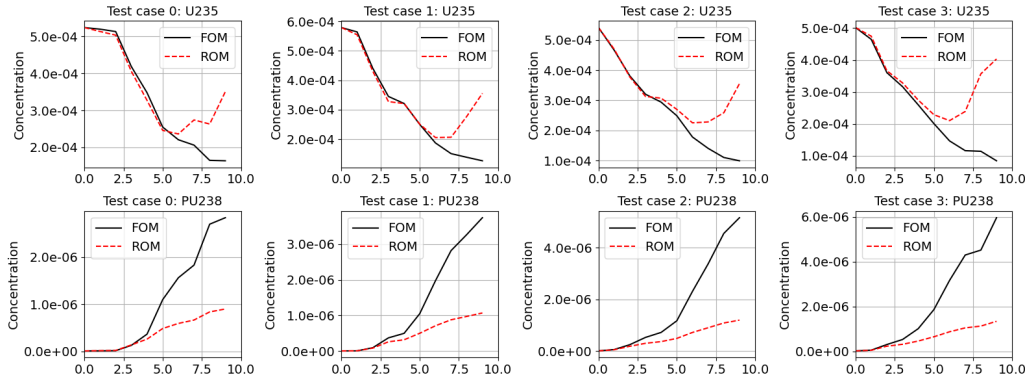 Test case 0: U235
Test case 1: U235
Test case 2: U235
Test case 3: U235
Concentration
5.0e-04
4.0e-04
3.0e-04
2.0e-04
FOM
ROM
0.0 2.5 5.0 7.5 10.0
Concentration
6.0e-04
5.0e-04
4.0e-04
3.0e-04
2.0e-04
FOM
ROM
0.0 2.5 5.0 7.5 10.0
Concentration
5.0e-04
4.0e-04
3.0e-04
2.0e-04
1.0e-04
FOM
ROM
0.0 2.5 5.0 7.5 10.0
Concentration
5.0e-04
4.0e-04
3.0e-04
2.0e-04
1.0e-04
FOM
ROM
0.0 2.5 5.0 7.5 10.0
Test case 0: PU238
Test case 1: PU238
Test case 2: PU238
Test case 3: PU238
Concentration
2.0e-06
1.0e-06
0.0e+00
FOM
ROM
0.0 2.5 5.0 7.5 10.0
Concentration
3.0e-06
2.0e-06
1.0e-06
0.0e+00
FOM
ROM
0.0 2.5 5.0 7.5 10.0
Concentration
4.0e-06
2.0e-06
0.0e+00
FOM
ROM
0.0 2.5 5.0 7.5 10.0
Concentration
6.0e-06
4.0e-06
2.0e-06
0.0e+00
FOM
ROM
0.0 2.5 5.0 7.5 10.0